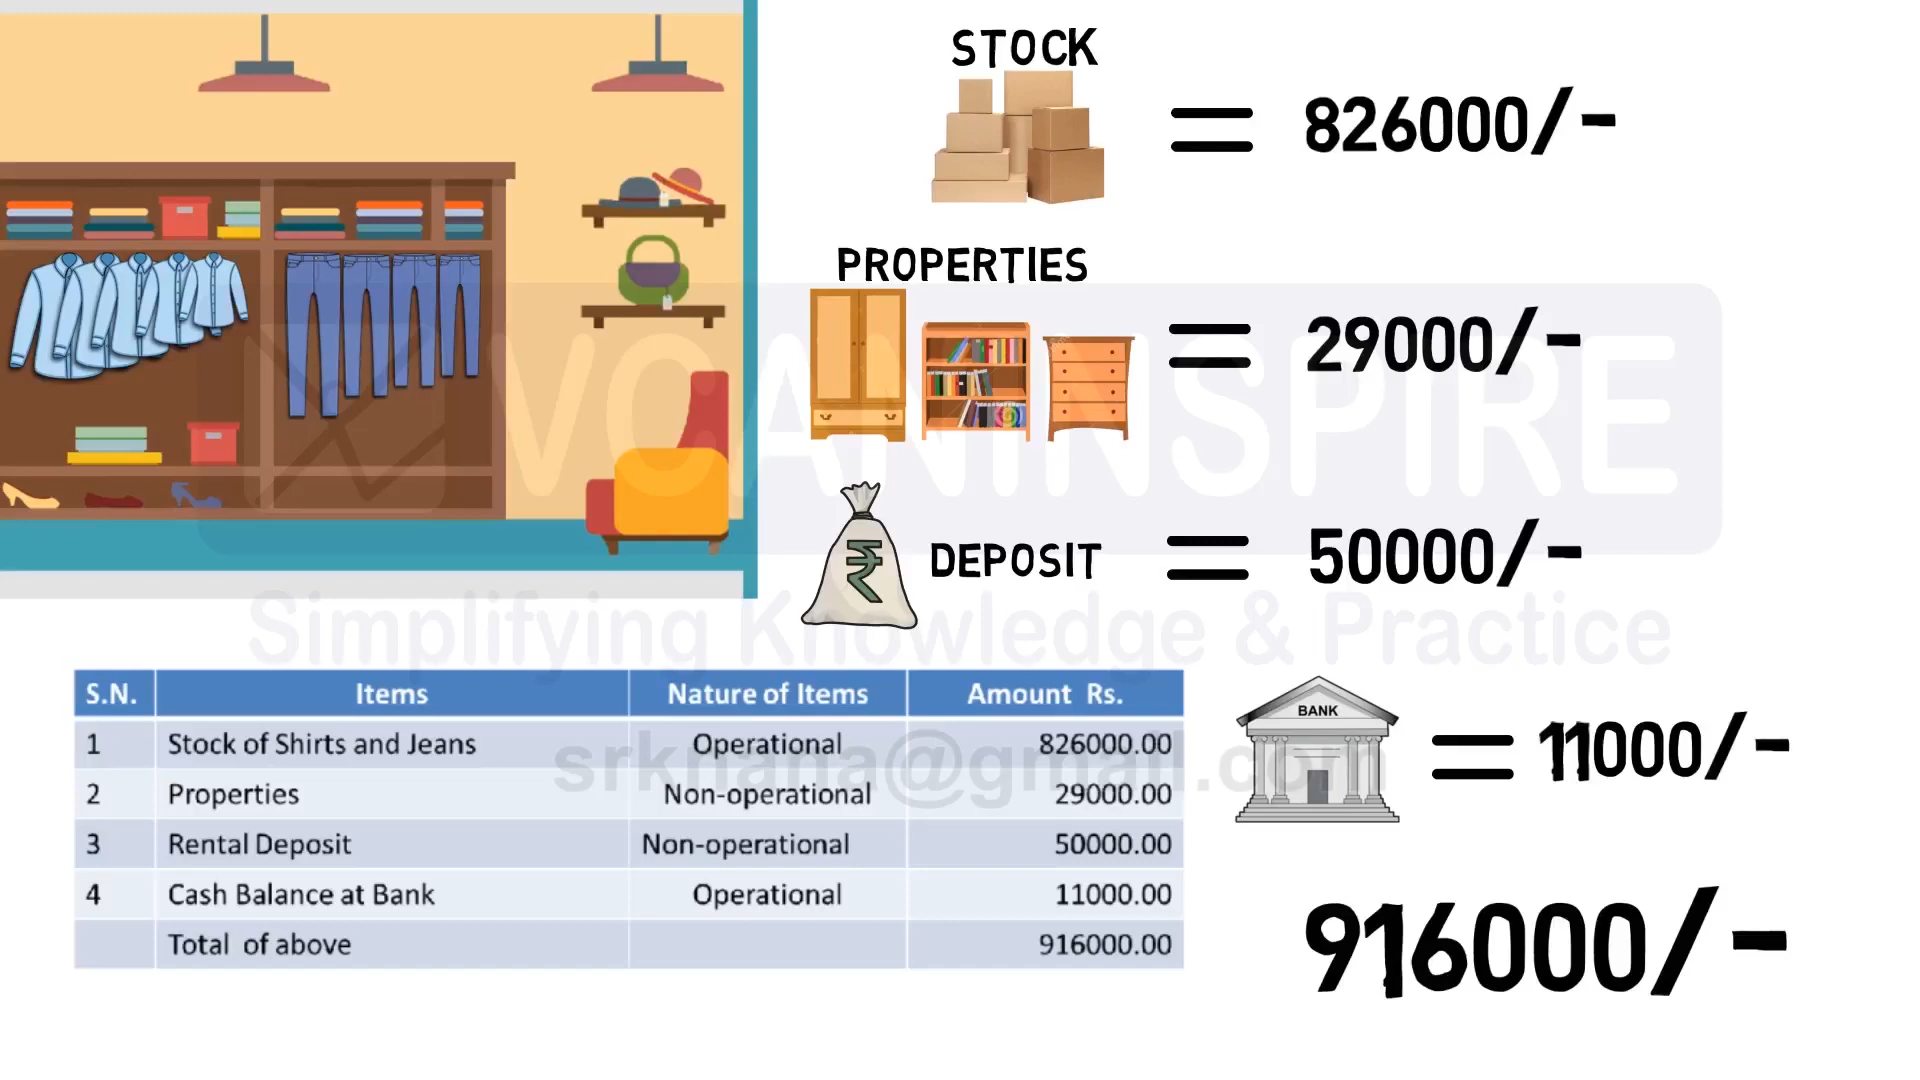 STOCK
= 826000/-
PROPERTIES
= 29000/-
₹ DEPOSIT = 50000/-
VCANINSPIRE
Simplifying Knowledge & Practice
BANK = 11000/-
S.N. Items Nature of Items Amount Rs.
1 Stock of Shirts and Jeans Operational 826000.00
2 Properties Non-operational 29000.00
3 Rental Deposit Non-operational 50000.00
4 Cash Balance at Bank Operational 11000.00
Total of above 916000.00
srknana@gmail.com
916000/-